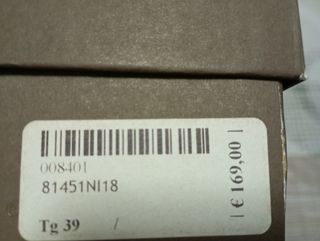 008401
81451NI18
Tg 39 /
| € 169,00 |